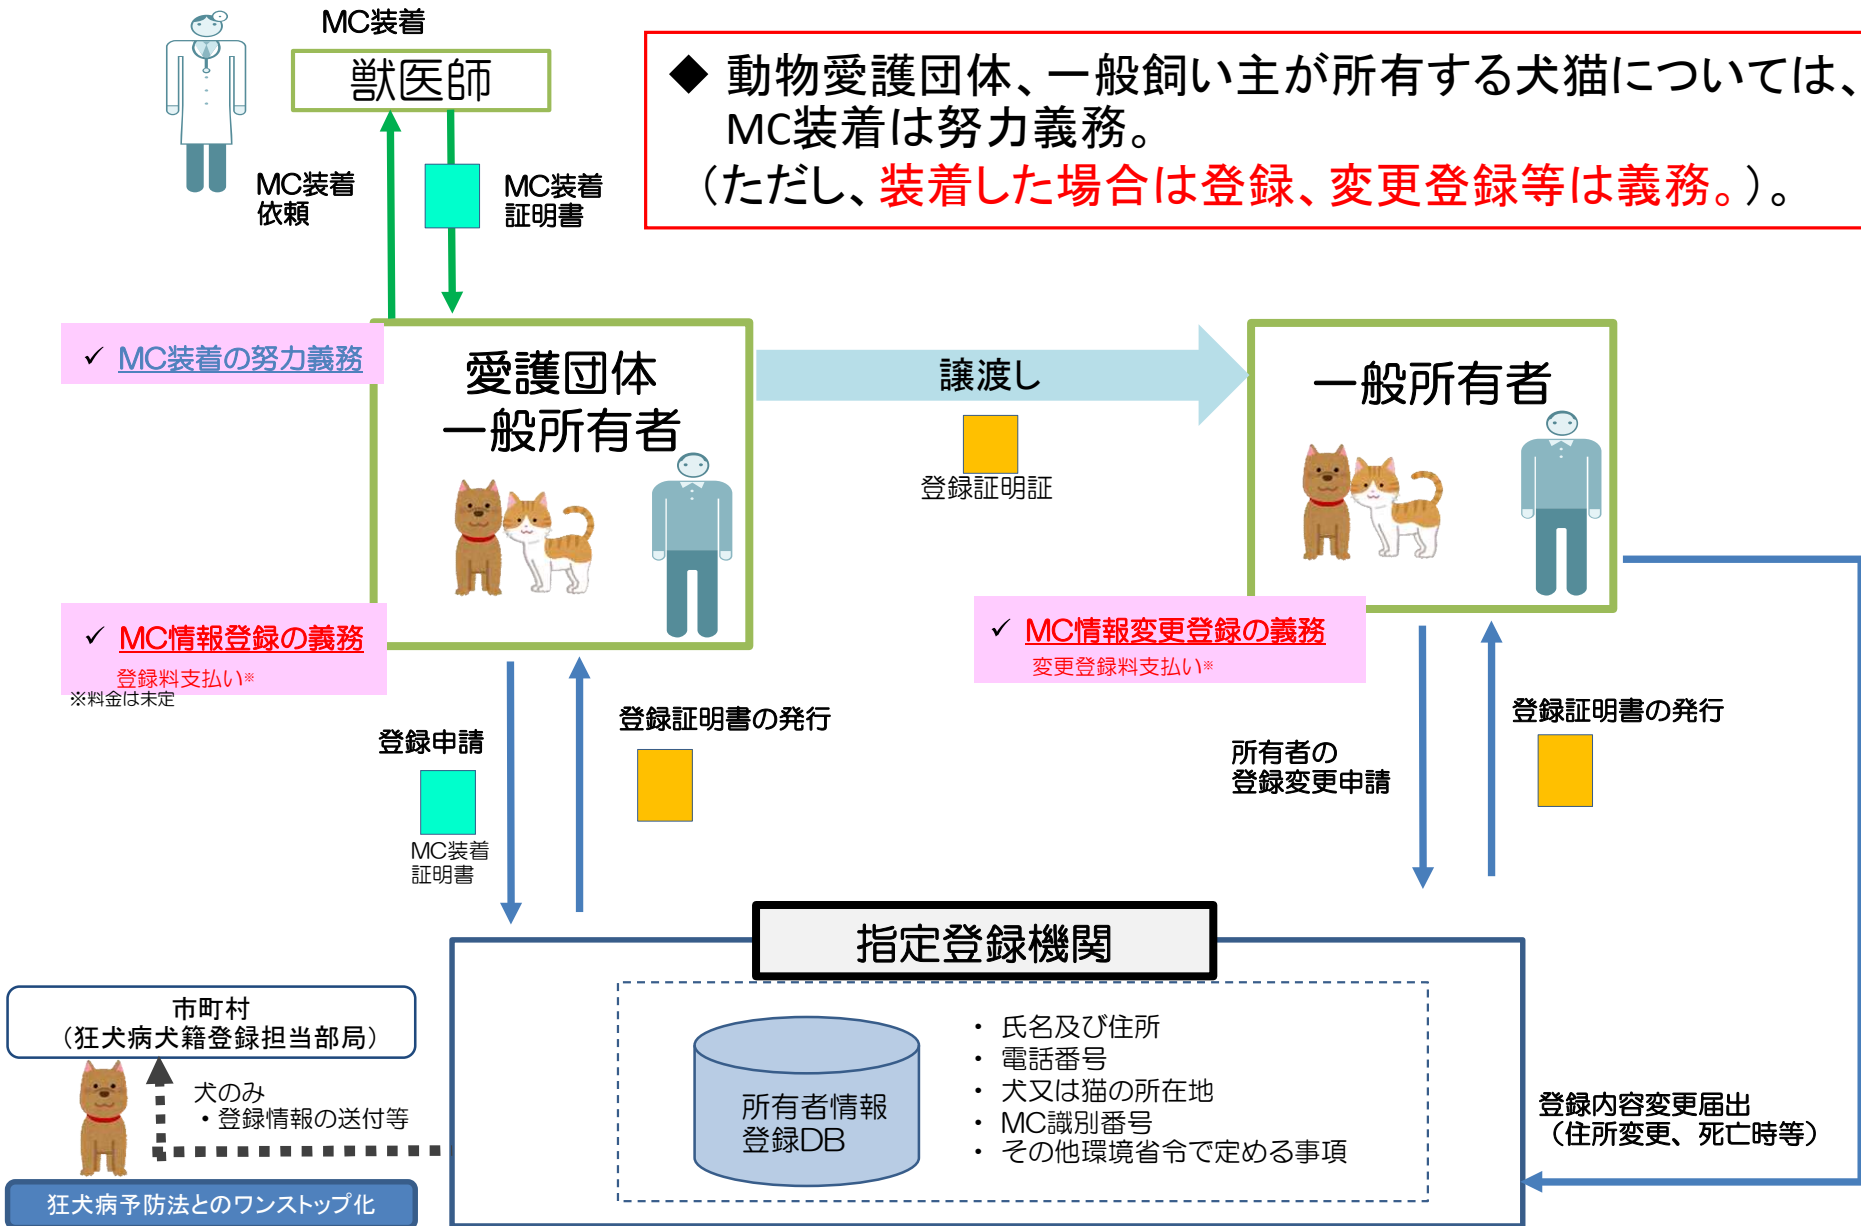 MC装着
獣医師
◆ 動物愛護団体、一般飼い主が所有する犬猫については、
MC装着は努力義務。
（ただし、装着した場合は登録、変更登録等は義務。）。
MC装着
依頼
MC装着
証明書
✓ MC装着の努力義務
愛護団体
一般所有者
譲渡し
登録証明証
一般所有者
✓ MC情報登録の義務
登録料支払い※
※料金は未定
✓ MC情報変更登録の義務
変更登録料支払い※
登録申請
MC装着
証明書
登録証明書の発行
所有者の
登録変更申請
登録証明書の発行
指定登録機関
所有者情報
登録DB
・ 氏名及び住所
・ 電話番号
・ 犬又は猫の所在地
・ MC識別番号
・ その他環境省令で定める事項
市町村
（狂犬病犬籍登録担当部局）
犬のみ
・登録情報の送付等
狂犬病予防法とのワンストップ化
登録内容変更届出
（住所変更、死亡時等）